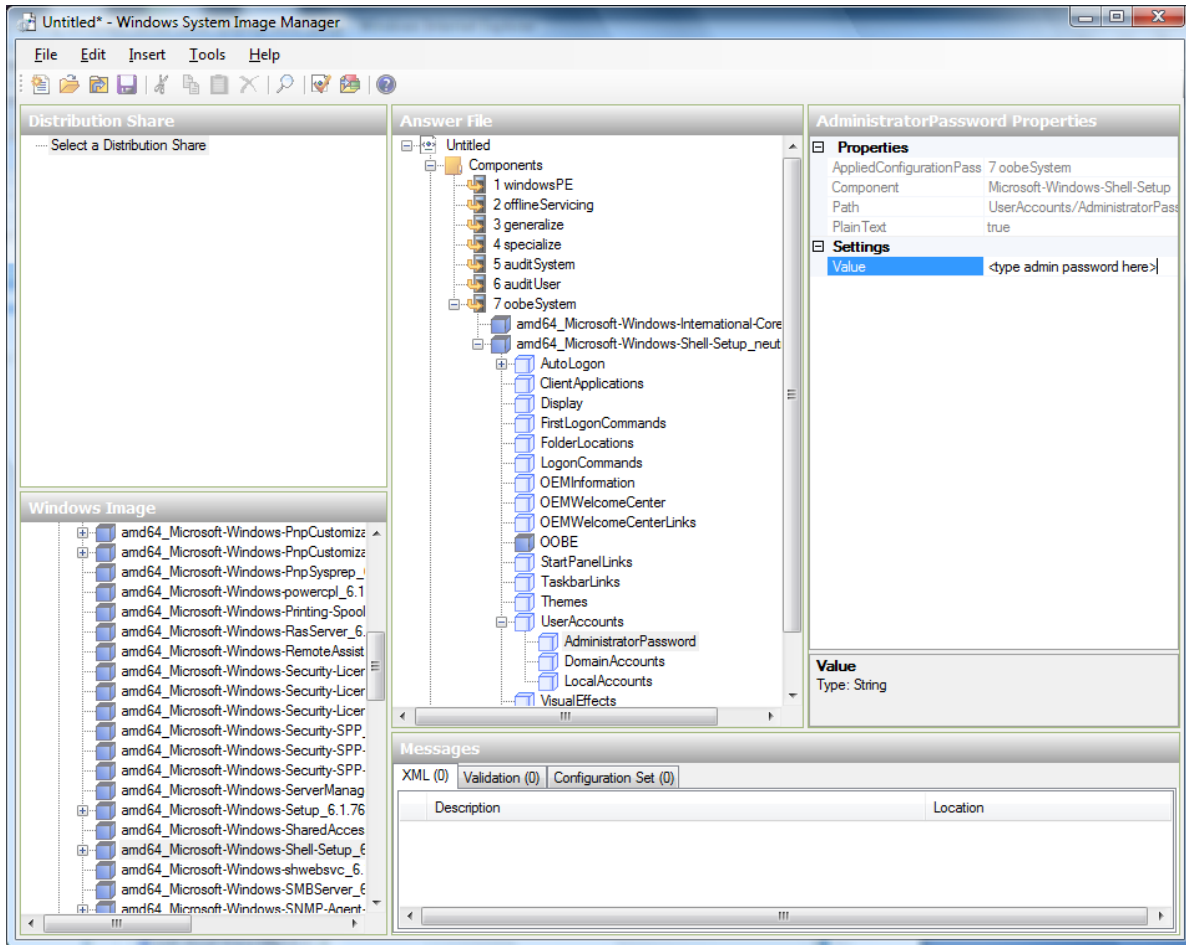 Untitled* - Windows System Image Manager
File Edit Insert Tools Help
Distribution Share
Select a Distribution Share
Windows Image
amd64_Microsoft-Windows-PnpCustomiza
amd64_Microsoft-Windows-PnpCustomiza
amd64_Microsoft-Windows-PnpSysprep_
amd64_Microsoft-Windows-powercpl_6.1
amd64_Microsoft-Windows-Printing-Spool
amd64_Microsoft-Windows-RasServer_6.
amd64_Microsoft-Windows-RemoteAssist
amd64_Microsoft-Windows-Security-Licer
amd64_Microsoft-Windows-Security-Licer
amd64_Microsoft-Windows-Security-Licer
amd64_Microsoft-Windows-Security-SPP_
amd64_Microsoft-Windows-Security-SPP-
amd64_Microsoft-Windows-Security-SPP-
amd64_Microsoft-Windows-ServerManag
amd64_Microsoft-Windows-Setup_6.1.76
amd64_Microsoft-Windows-SharedAcces
amd64_Microsoft-Windows-Shell-Setup_6
amd64_Microsoft-Windows-shwebsvc_6.
amd64_Microsoft-Windows-SMBServer_6
amd64_Microsoft-Windows-SNMP-Agent-
Answer File
Untitled
Components
1 windowsPE
2 offlineServicing
3 generalize
4 specialize
5 auditSystem
6 auditUser
7 oobeSystem
amd64_Microsoft-Windows-International-Core
amd64_Microsoft-Windows-Shell-Setup_neut
AutoLogon
ClientApplications
Display
FirstLogonCommands
FolderLocations
LogonCommands
OEMInformation
OEMWelcomeCenter
OEMWelcomeCenterLinks
OOBE
StartPanelLinks
TaskbarLinks
Themes
UserAccounts
AdministratorPassword
DomainAccounts
LocalAccounts
VisualEffects
AdministratorPassword Properties
Properties
AppliedConfigurationPass 7 oobeSystem
Component Microsoft-Windows-Shell-Setup
Path UserAccounts/AdministratorPass
PlainText true
Settings
Value <type admin password here>
Value
Type: String
Messages
XML (0) Validation (0) Configuration Set (0)
Description Location